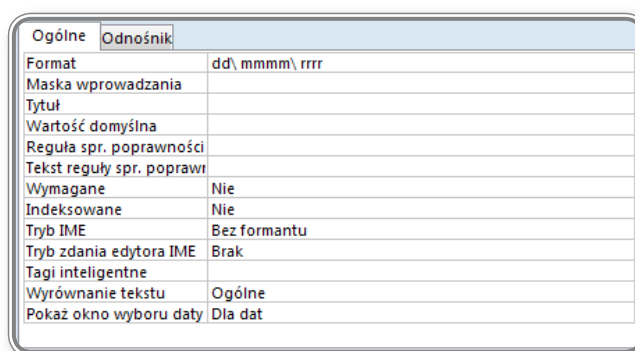 Ogólne Odnośnik
Format dd\ mmmm\ rrrr
Maska wprowadzania
Tytuł
Wartość domyślna
Reguła spr. poprawności
Tekst reguły spr. poprawn
Wymagane Nie
Indeksowane Nie
Tryb IME Bez formantu
Tryb zdania edytora IME Brak
Tagi inteligentne
Wyrównanie tekstu Ogólne
Pokaż okno wyboru daty Dla dat